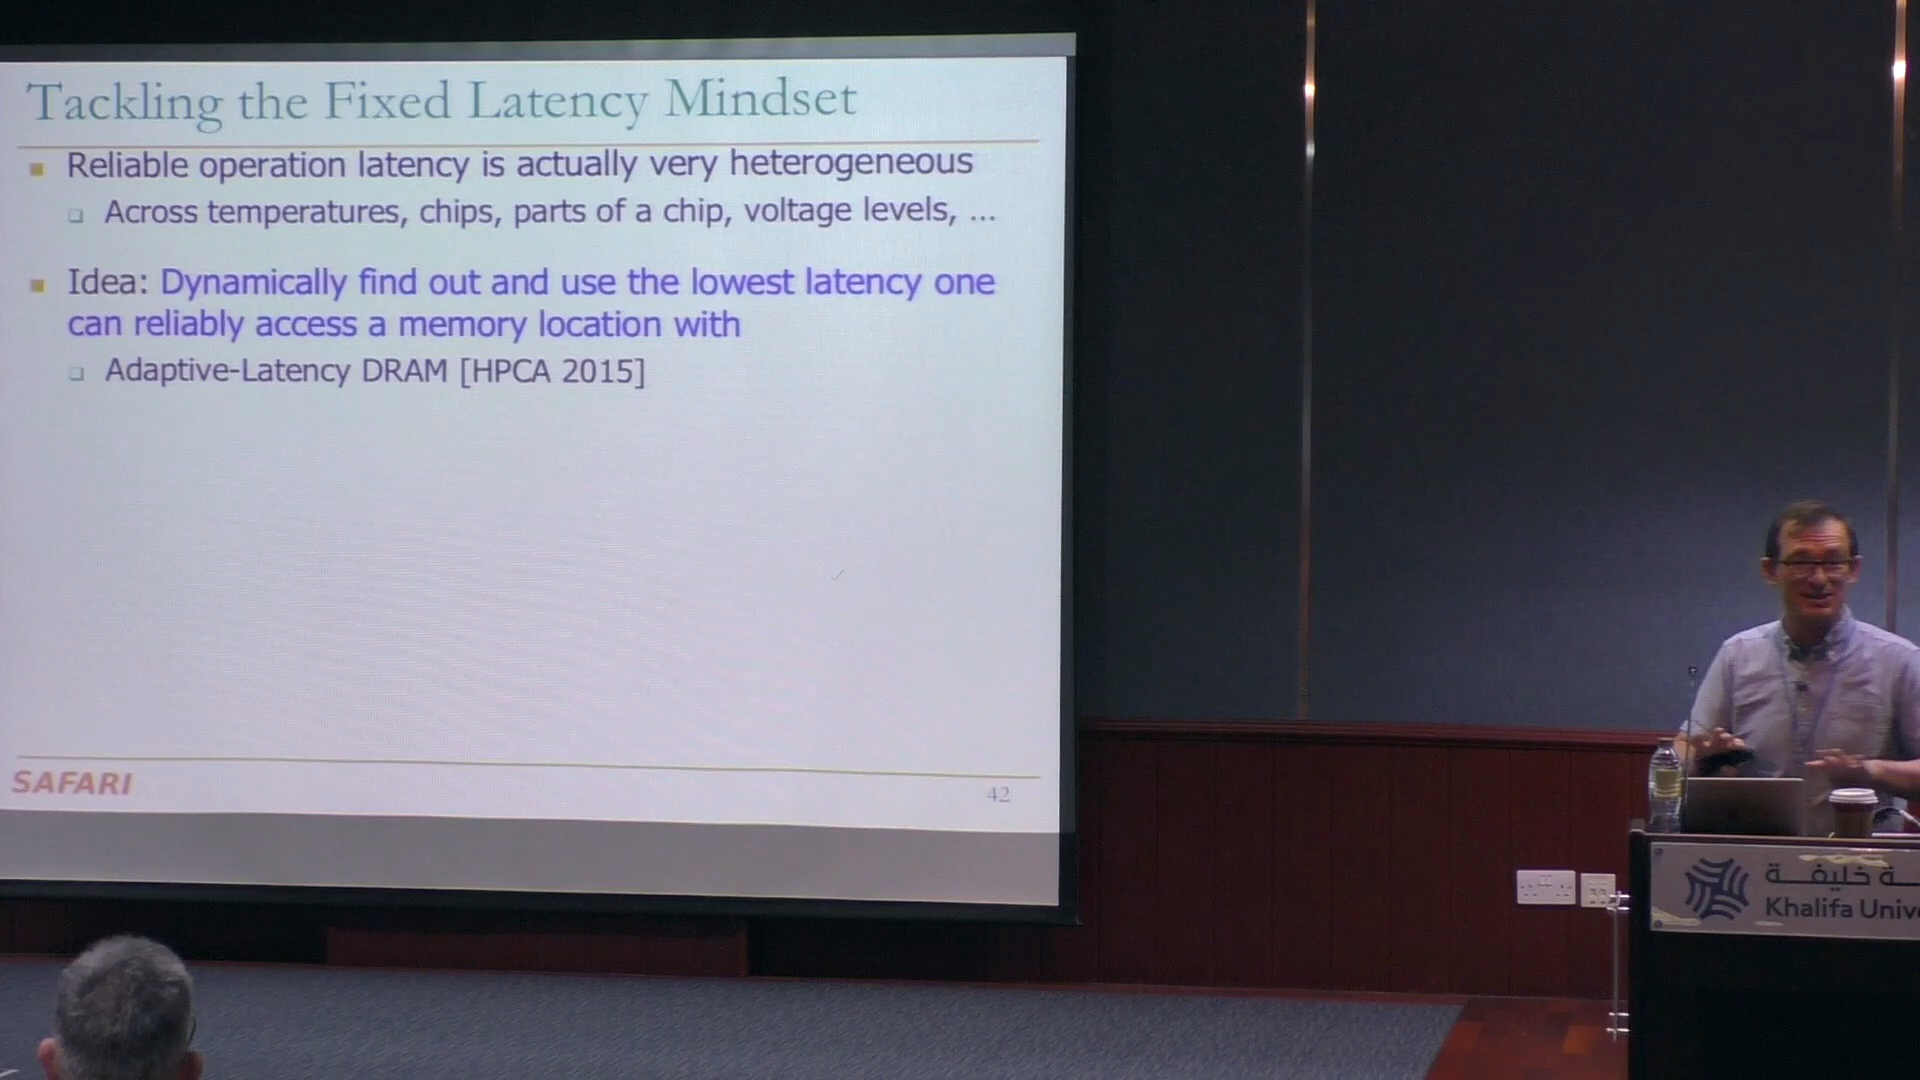 Tackling the Fixed Latency Mindset
Reliable operation latency is actually very heterogeneous
Across temperatures, chips, parts of a chip, voltage levels, ...
Idea: Dynamically find out and use the lowest latency one
can reliably access a memory location with
Adaptive-Latency DRAM [HPCA 2015]
SAFARI
42
خليفة
Khalifa Unive